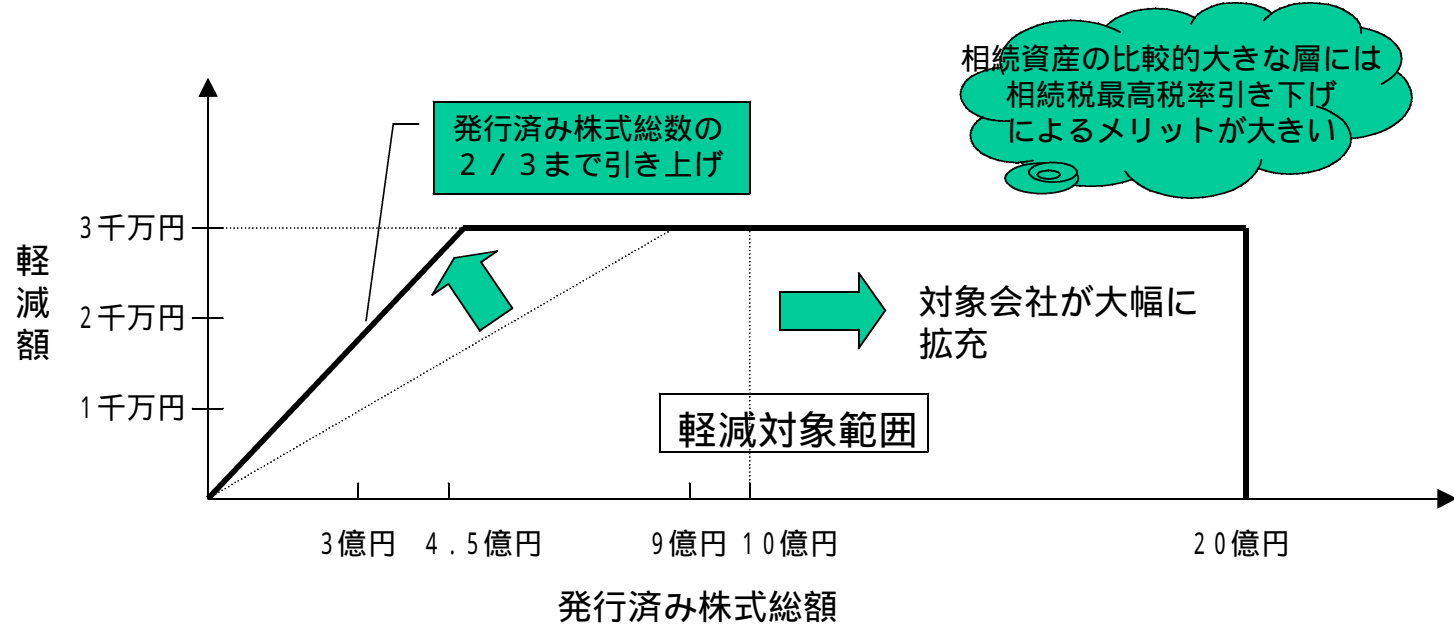 相続資産の比較的大きな層には
相続税最高税率引き下げ
によるメリットが大きい
発行済み株式総数の
2/3まで引き上げ
軽減額
3千万円
2千万円
1千万円
対象会社が大幅に
拡充
軽減対象範囲
3億円
4.5億円
9億円
10億円
20億円
発行済み株式総額